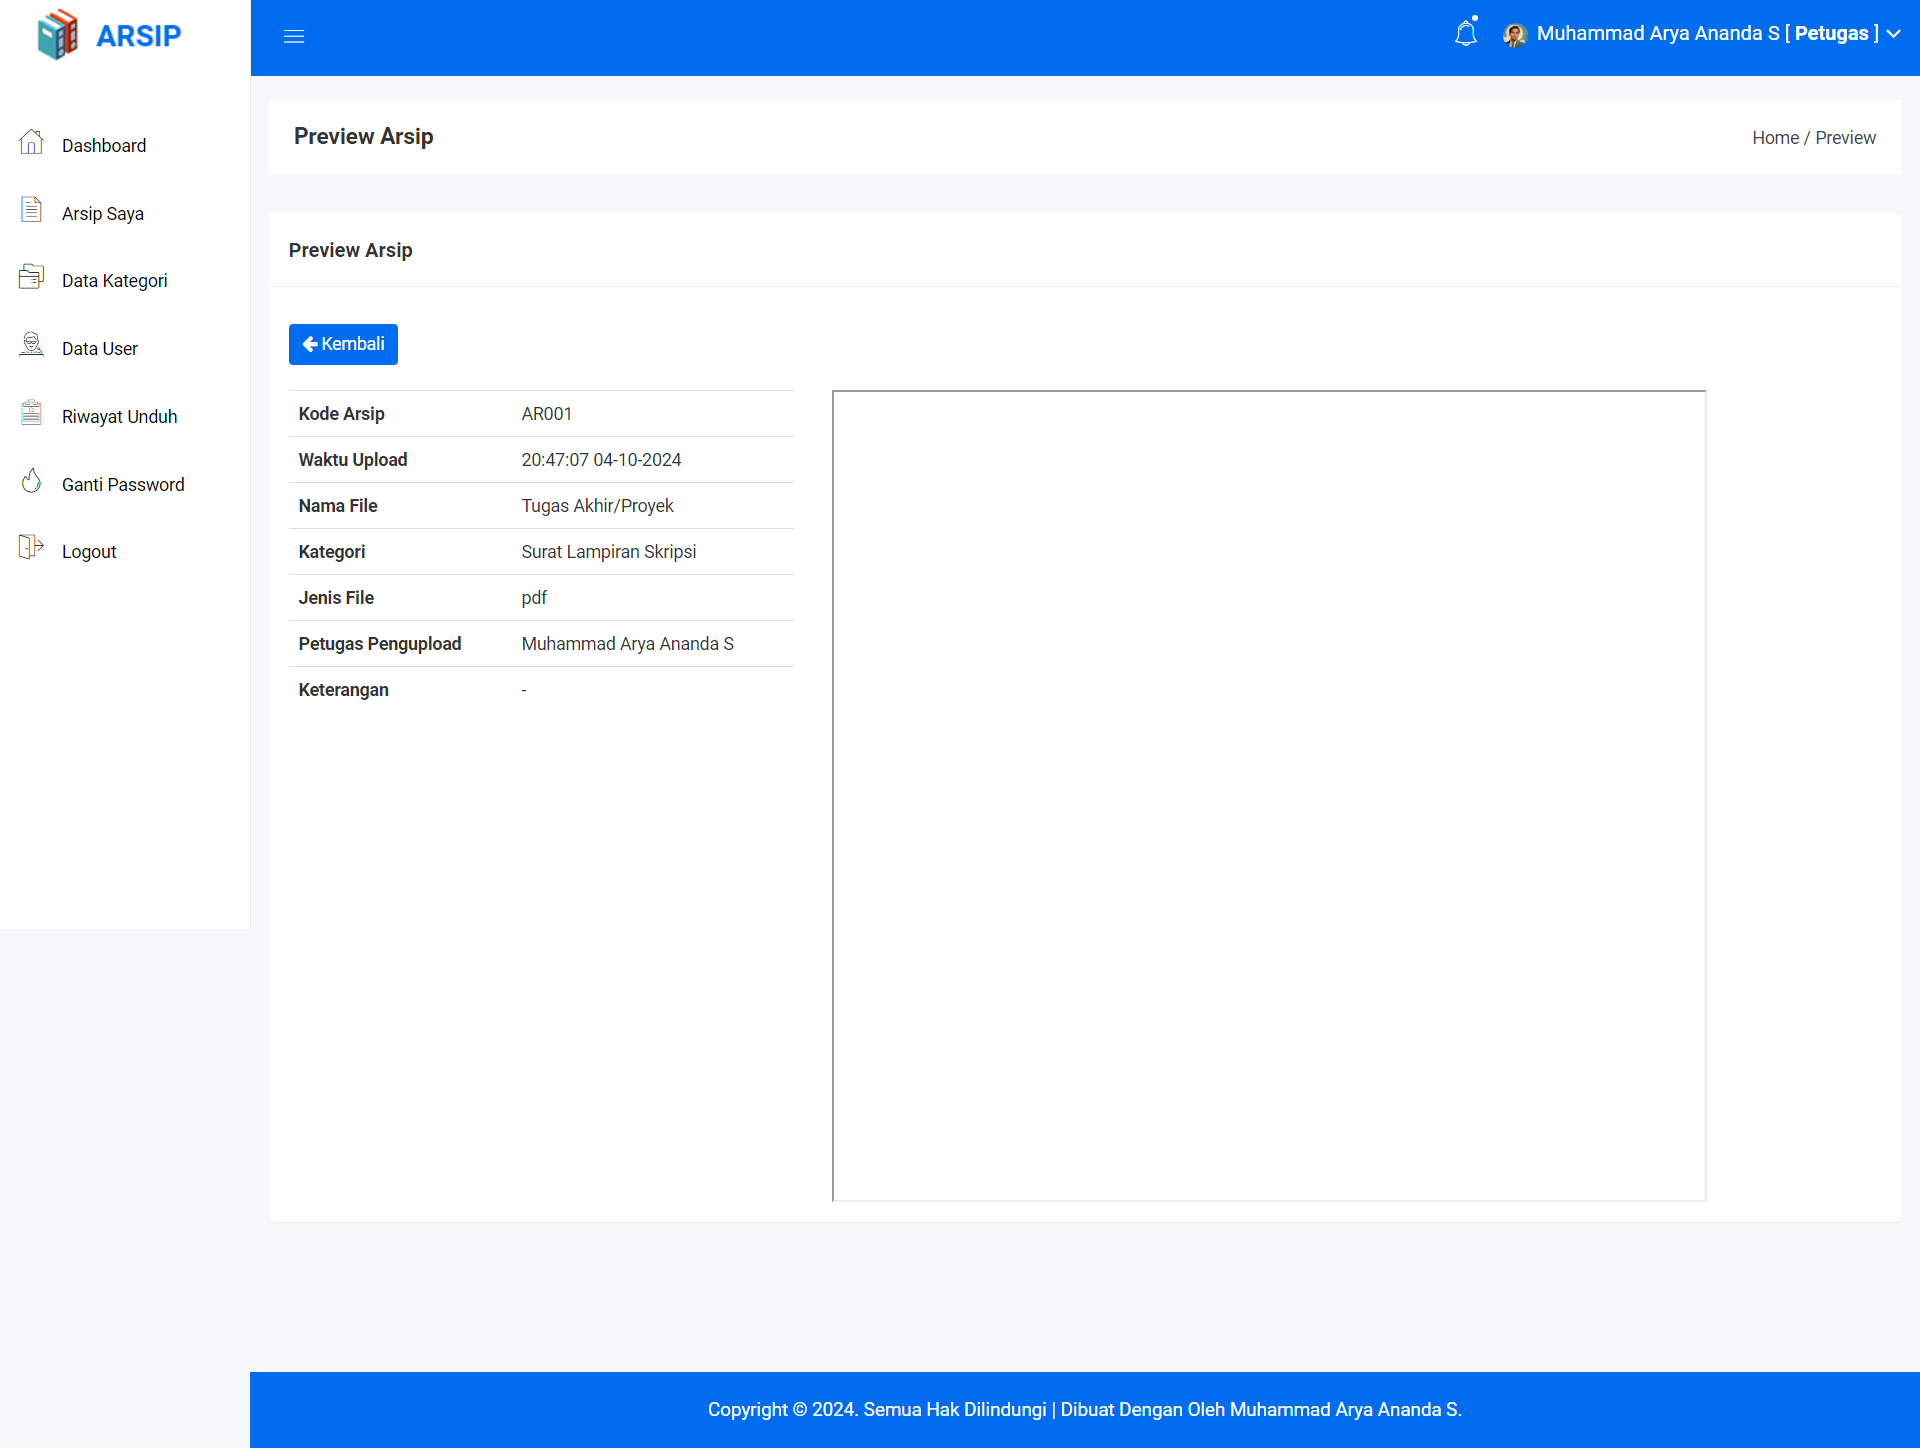 ARSIP
Muhammad Arya Ananda S [ Petugas ]
Dashboard
Arsip Saya
Data Kategori
Data User
Riwayat Unduh
Ganti Password
Logout
Preview Arsip
Home / Preview
Preview Arsip
Kembali
Kode Arsip AR001
Waktu Upload 20:47:07 04-10-2024
Nama File Tugas Akhir/Proyek
Kategori Surat Lampiran Skripsi
Jenis File pdf
Petugas Pengupload Muhammad Arya Ananda S
Keterangan -
Copyright © 2024. Semua Hak Dilindungi | Dibuat Dengan Oleh Muhammad Arya Ananda S.